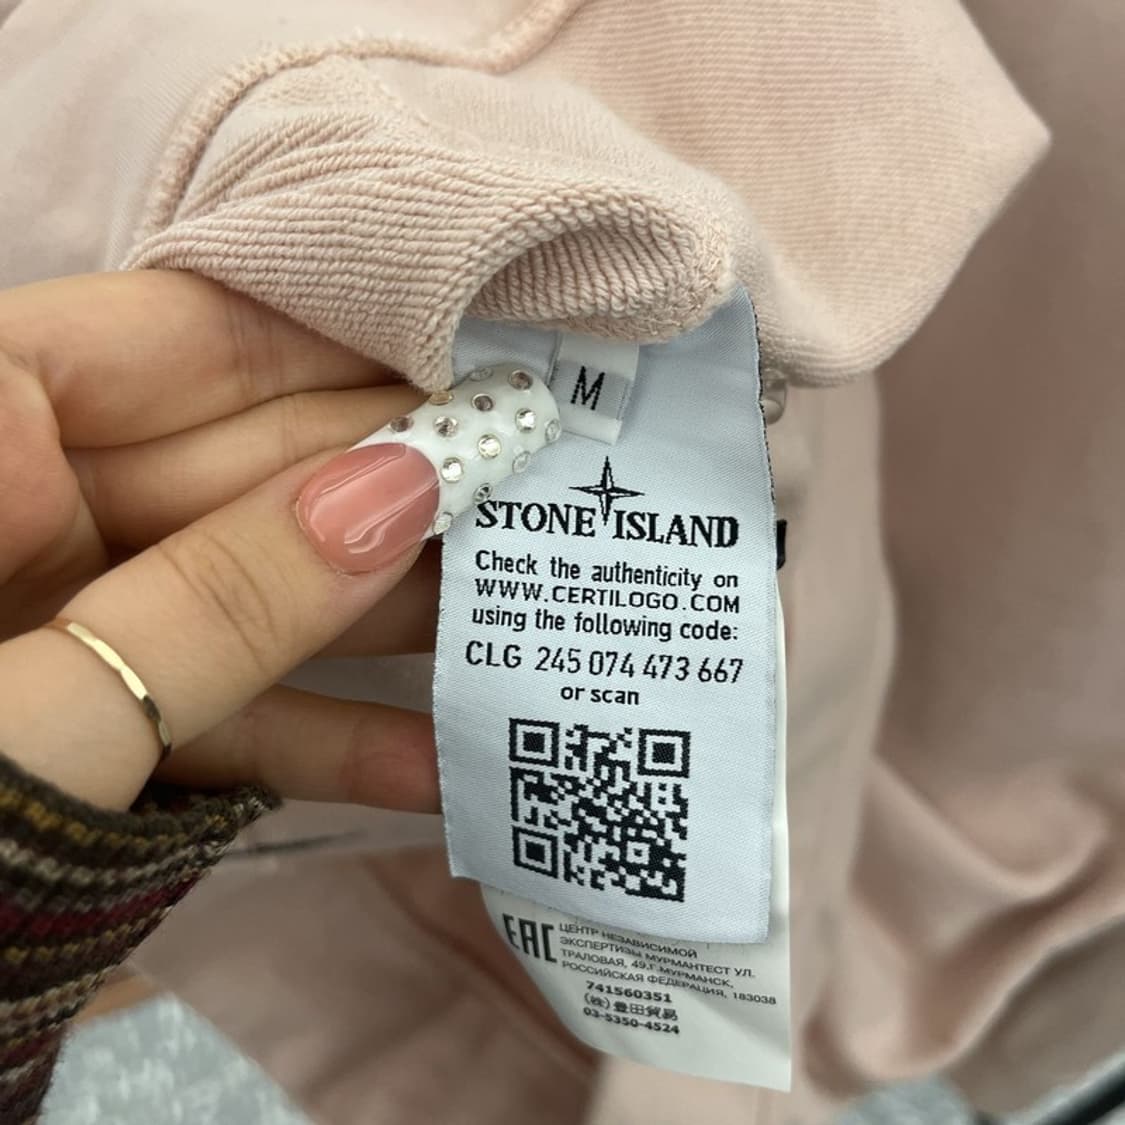 M
STONE ISLAND
Check the authenticity on
WWW.CERTILOGO.COM
using the following code:
CLG 245 074 473 667
or scan
EAC
ЦЕНТР НЕЗАВИСИМОЙ
ЭКСПЕРТИЗЫ МУРМАНТЕСТ УЛ.
ТРАЛОВАЯ, 49.Г.МУРМАНСК,
РОССИЙСКАЯ ФЕДЕРАЦИЯ, 183038
741560351
(株)豊田貿易
03-5350-4524